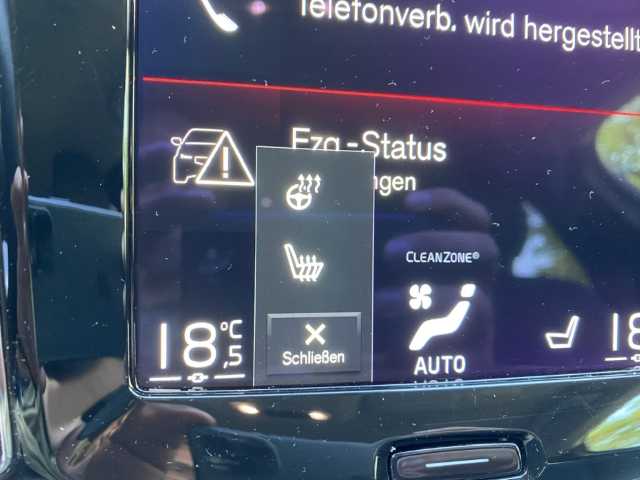 Telefonverb. wird hergestellt
Fzg.-Status
ngen
CLEANZONE®
18,5 °C
Schließen
AUTO
18